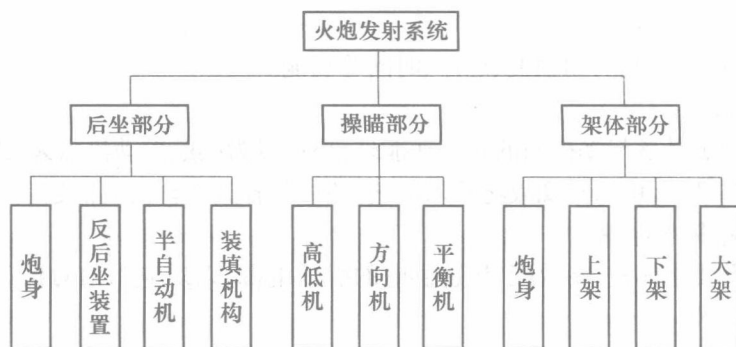 火炮发射系统
后坐部分
操瞄部分
架体部分
炮身
反后坐装置
半自动机
装填机构
高低机
方向机
平衡机
炮身
上架
下架
大架